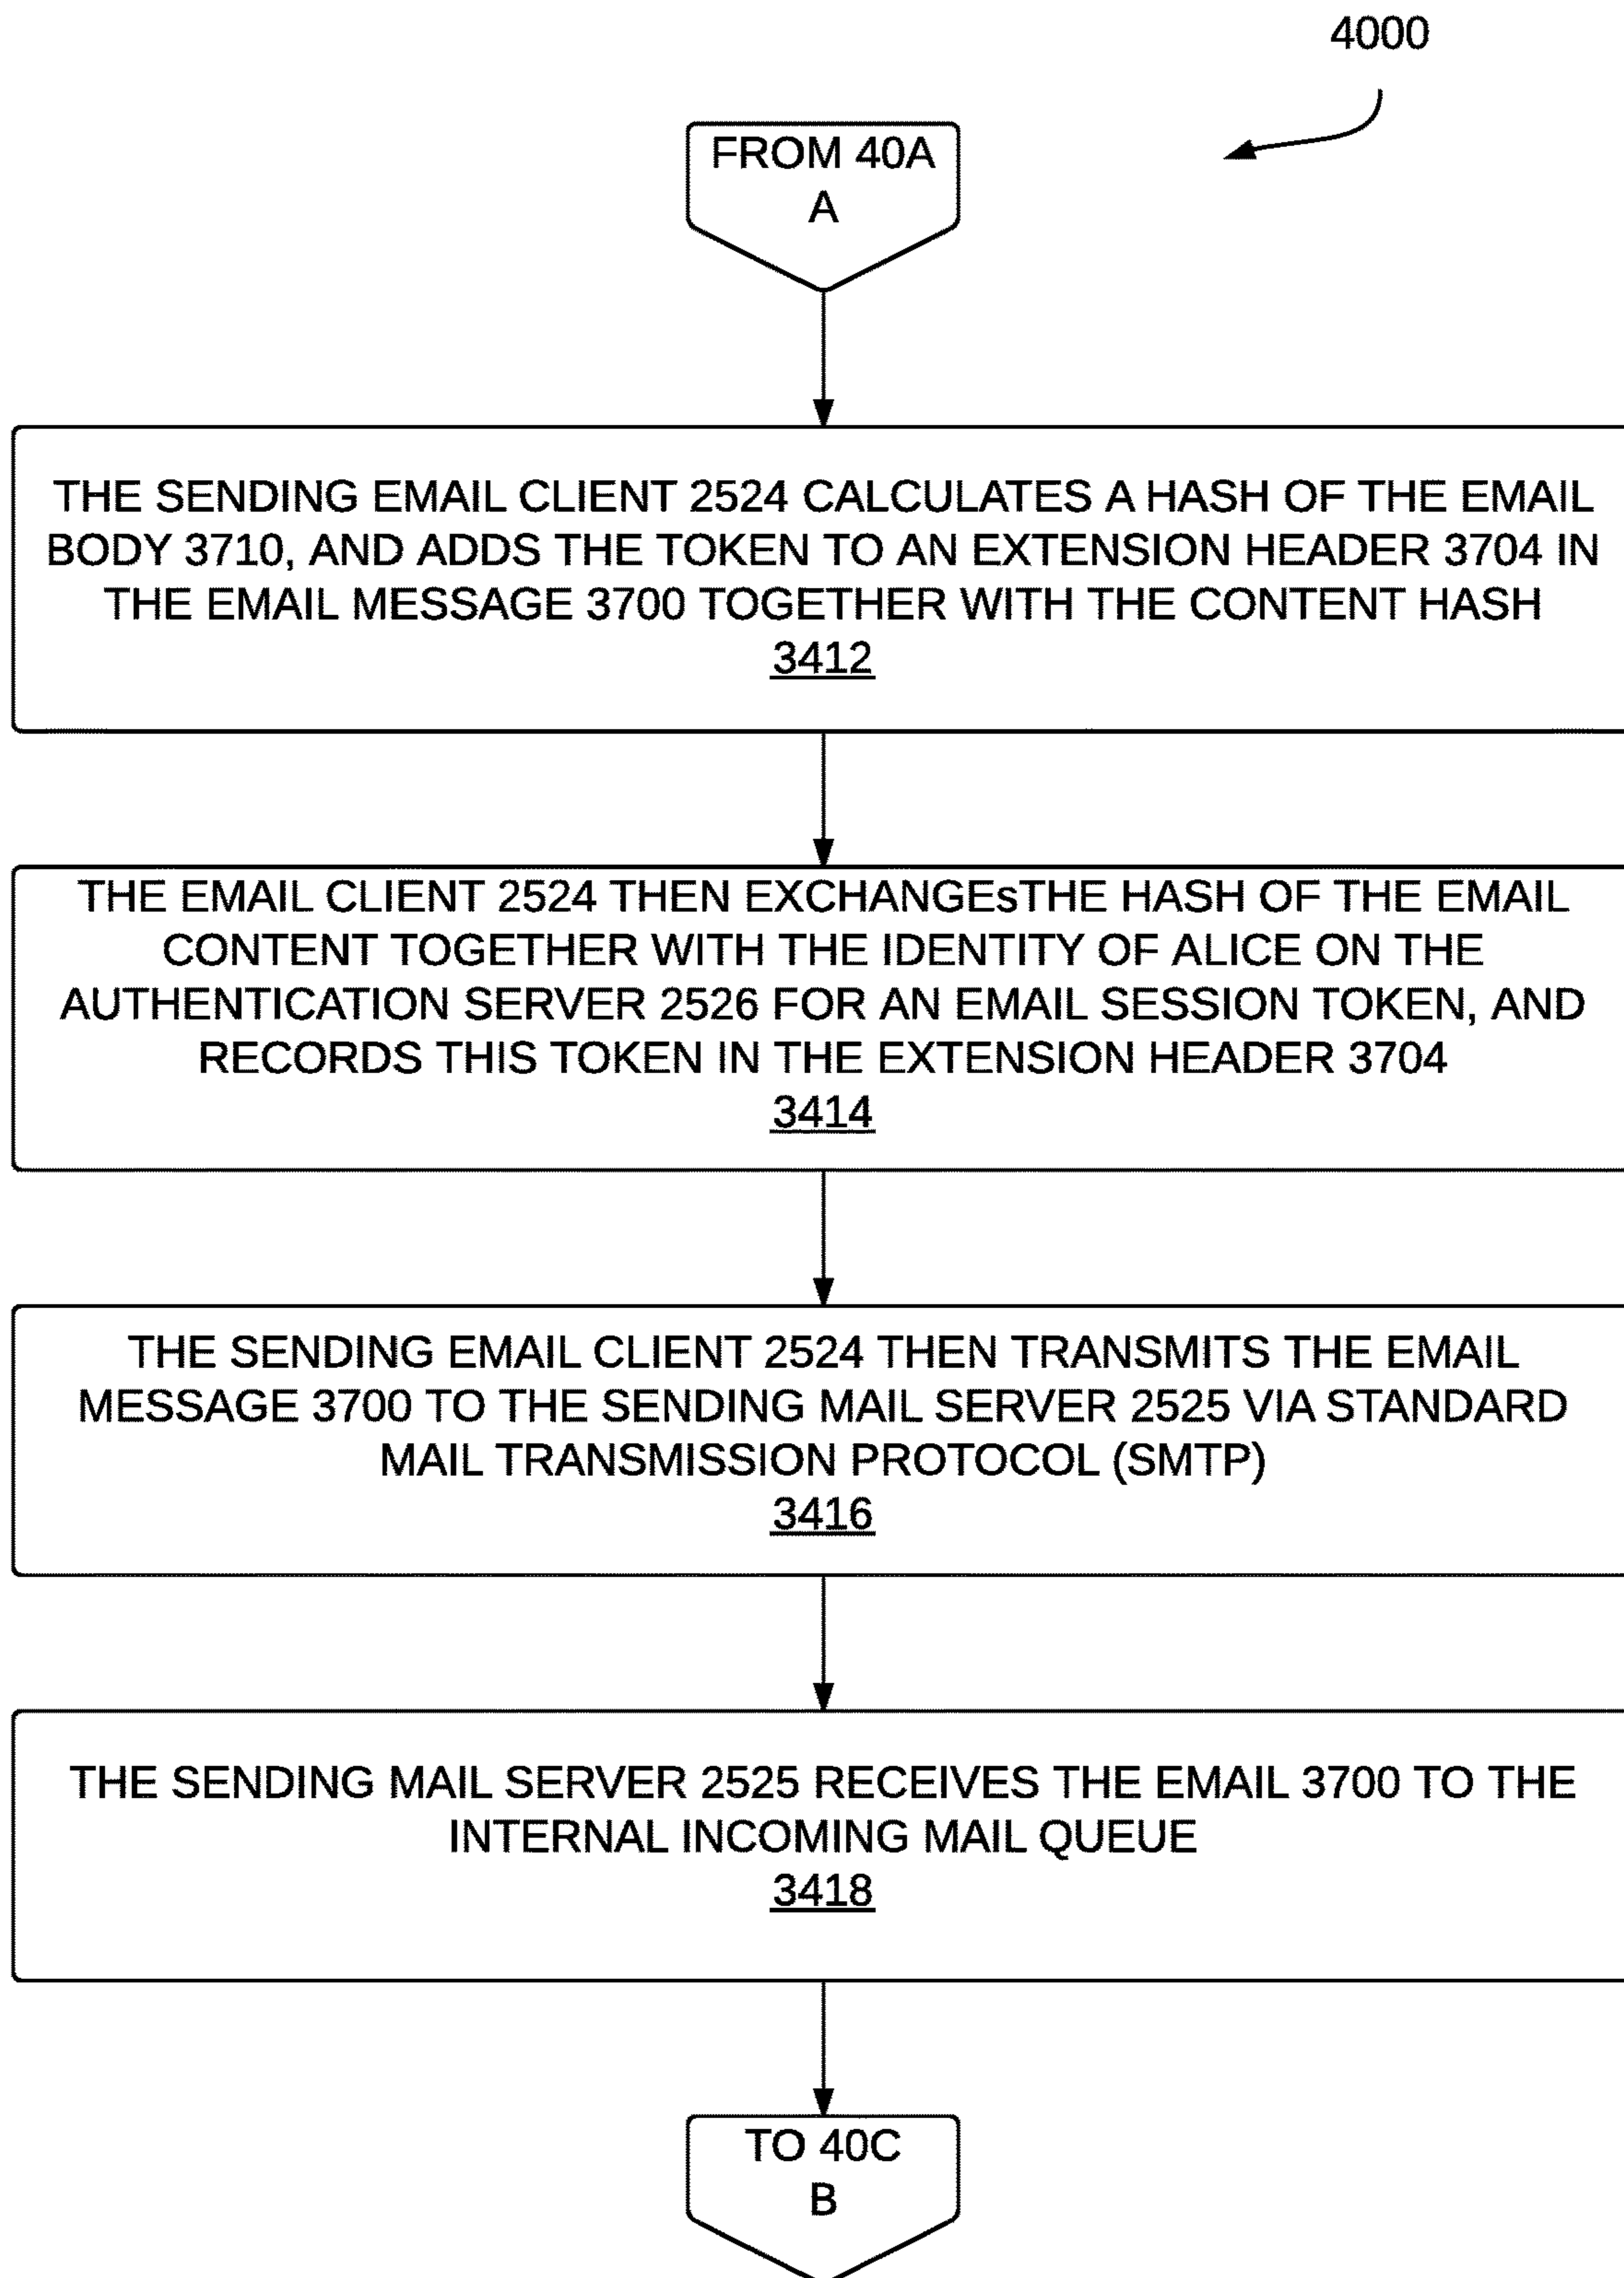 4000
FROM 40A
A
THE SENDING EMAIL CLIENT 2524 CALCULATES A HASH OF THE EMAIL
BODY 3710, AND ADDS THE TOKEN TO AN EXTENSION HEADER 3704 IN
THE EMAIL MESSAGE 3700 TOGETHER WITH THE CONTENT HASH
3412
THE EMAIL CLIENT 2524 THEN EXCHANGEsTHE HASH OF THE EMAIL
CONTENT TOGETHER WITH THE IDENTITY OF ALICE ON THE
AUTHENTICATION SERVER 2526 FOR AN EMAIL SESSION TOKEN, AND
RECORDS THIS TOKEN IN THE EXTENSION HEADER 3704
3414
THE SENDING EMAIL CLIENT 2524 THEN TRANSMITS THE EMAIL
MESSAGE 3700 TO THE SENDING MAIL SERVER 2525 VIA STANDARD
MAIL TRANSMISSION PROTOCOL (SMTP)
3416
THE SENDING MAIL SERVER 2525 RECEIVES THE EMAIL 3700 TO THE
INTERNAL INCOMING MAIL QUEUE
3418
TO 40C
B